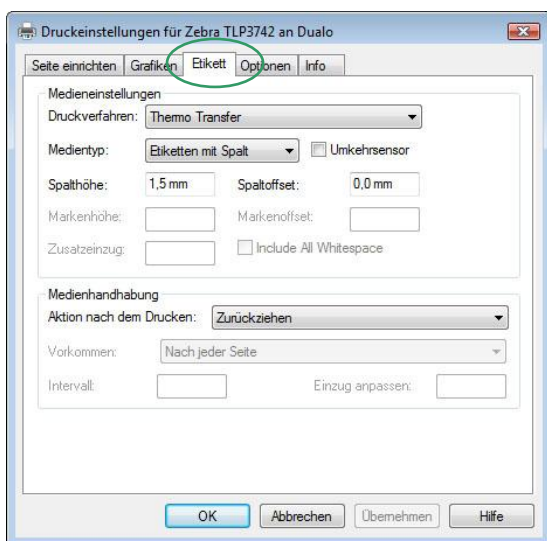 Druckeinstellungen für Zebra TLP3742 an Dualo
Seite einrichten Grafiken Etikett Optionen Info
Medieneinstellungen
Druckverfahren: Thermo Transfer
Medientyp: Etiketten mit Spalt Umkehrsensor
Spalthöhe: 1,5 mm Spaltoffset: 0,0 mm
Markenhöhe: Markenoffset:
Zusatzeinzug: Include All Whitespace
Medienhandhabung
Aktion nach dem Drucken: Zurückziehen
Vorkommen: Nach jeder Seite
Intervall: Einzug anpassen:
OK Abbrechen Übernehmen Hilfe